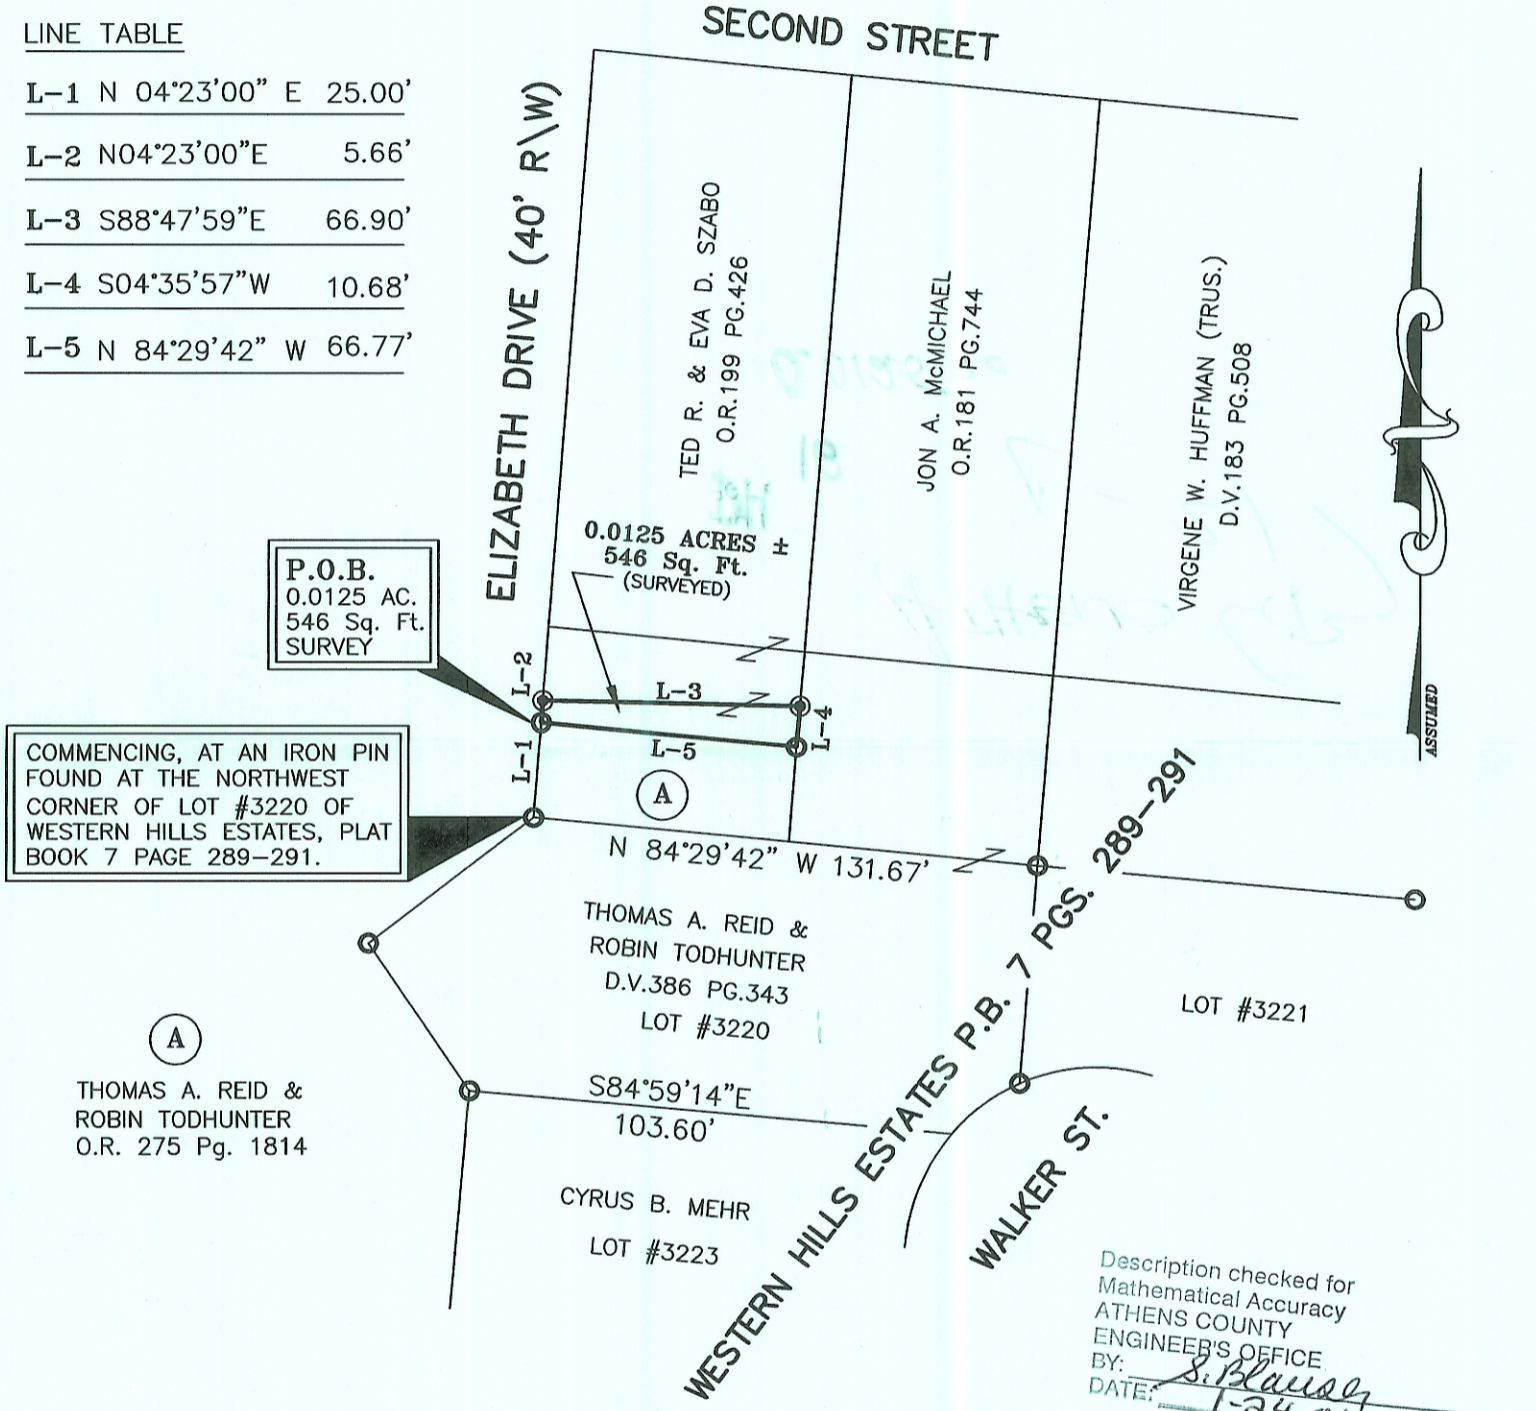 LINE TABLE
L-1 N 04°23'00" E 25.00'
L-2 N04°23'00"E 5.66'
L-3 S88°47'59"E 66.90'
L-4 S04°35'57"W 10.68'
L-5 N 84°29'42" W 66.77'
SECOND STREET
ELIZABETH DRIVE (40' R\W)
TED R. & EVA D. SZABO
O.R.199 PG.426
JON A. McMICHAEL
O.R.181 PG.744
VIRGENE W. HUFFMAN (TRUS.)
D.V.183 PG.508
0.0125 ACRES ±
546 Sq. Ft.
(SURVEYED)
P.O.B.
0.0125 AC.
546 Sq. Ft.
SURVEY
L-2
L-3
L-4
L-1
L-5
A
ASSUMED
COMMENCING, AT AN IRON PIN
FOUND AT THE NORTHWEST
CORNER OF LOT #3220 OF
WESTERN HILLS ESTATES, PLAT
BOOK 7 PAGE 289-291.
N 84°29'42" W 131.67'
THOMAS A. REID &
ROBIN TODHUNTER
D.V.386 PG.343
LOT #3220
LOT #3221
A
THOMAS A. REID &
ROBIN TODHUNTER
O.R. 275 Pg. 1814
S84°59'14"E
103.60'
CYRUS B. MEHR
LOT #3223
WESTERN HILLS ESTATES P.B. 7 PGS. 289-291
WALKER ST.
Description checked for
Mathematical Accuracy
ATHENS COUNTY
ENGINEER'S OFFICE
BY: S. Blauser
DATE: 1-24